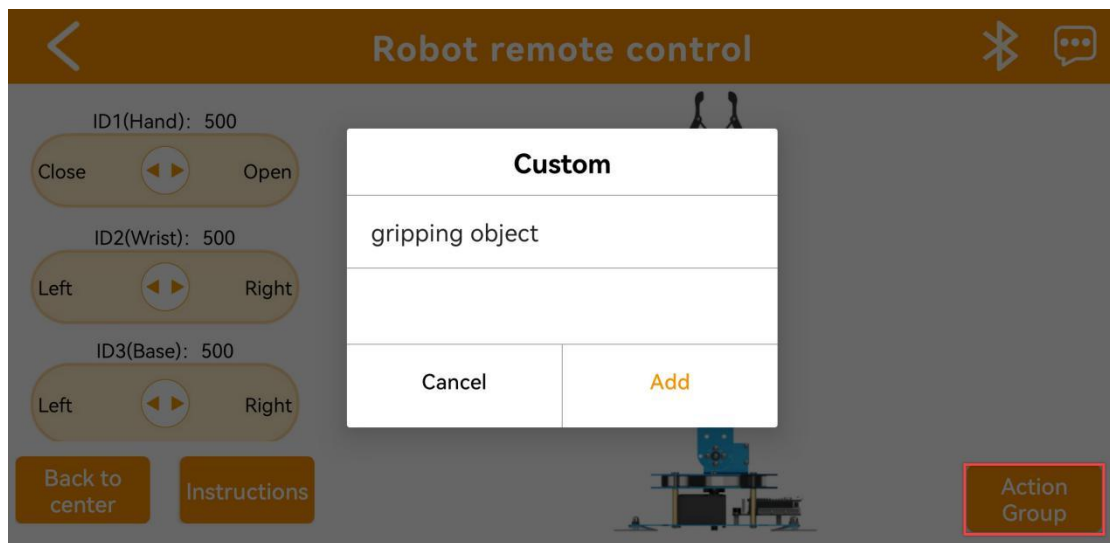 Robot remote control
ID1(Hand): 500
Close Open
ID2(Wrist): 500
Left Right
ID3(Base): 500
Left Right
Back to
center
Instructions
Custom
gripping object
Cancel Add
Action
Group